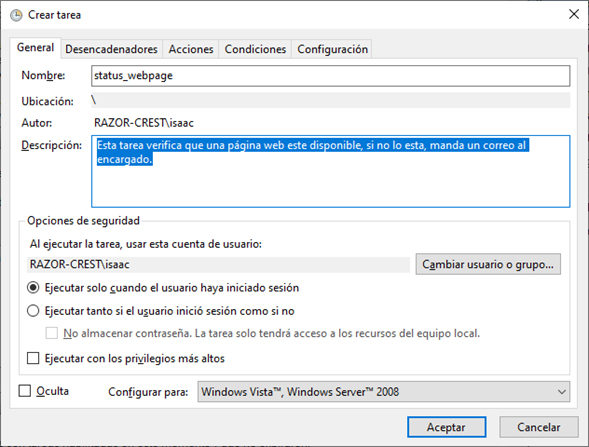 Crear tarea
General Desencadenadores Acciones Condiciones Configuración
Nombre: status_webpage
Ubicación: \
Autor: RAZOR-CREST\isaac
Descripción: Esta tarea verifica que una página web este disponible, si no lo esta, manda un correo al
encargado.
Opciones de seguridad
Al ejecutar la tarea, usar esta cuenta de usuario:
RAZOR-CREST\isaac Cambiar usuario o grupo...
Ejecutar solo cuando el usuario haya iniciado sesión
Ejecutar tanto si el usuario inició sesión como si no
No almacenar contraseña. La tarea solo tendrá acceso a los recursos del equipo local.
Ejecutar con los privilegios más altos
Oculta Configurar para: Windows Vista™, Windows Server™ 2008
Aceptar Cancelar